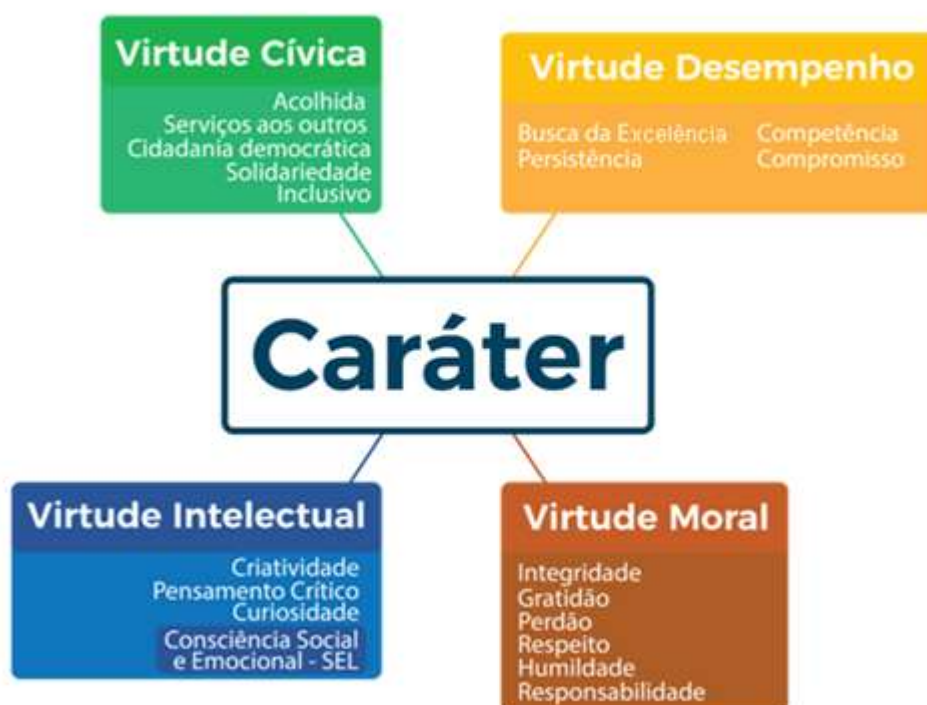 Virtude Cívica
Acolhida
Serviços aos outros
Cidadania democrática
Solidariedade
Inclusivo
Virtude Desempenho
Busca da Excelência
Persistência
Competência
Compromisso
Caráter
Virtude Intelectual
Criatividade
Pensamento Crítico
Curiosidade
Consciência Social
e Emocional - SEL
Virtude Moral
Integridade
Gratidão
Perdão
Respeito
Humildade
Responsabilidade